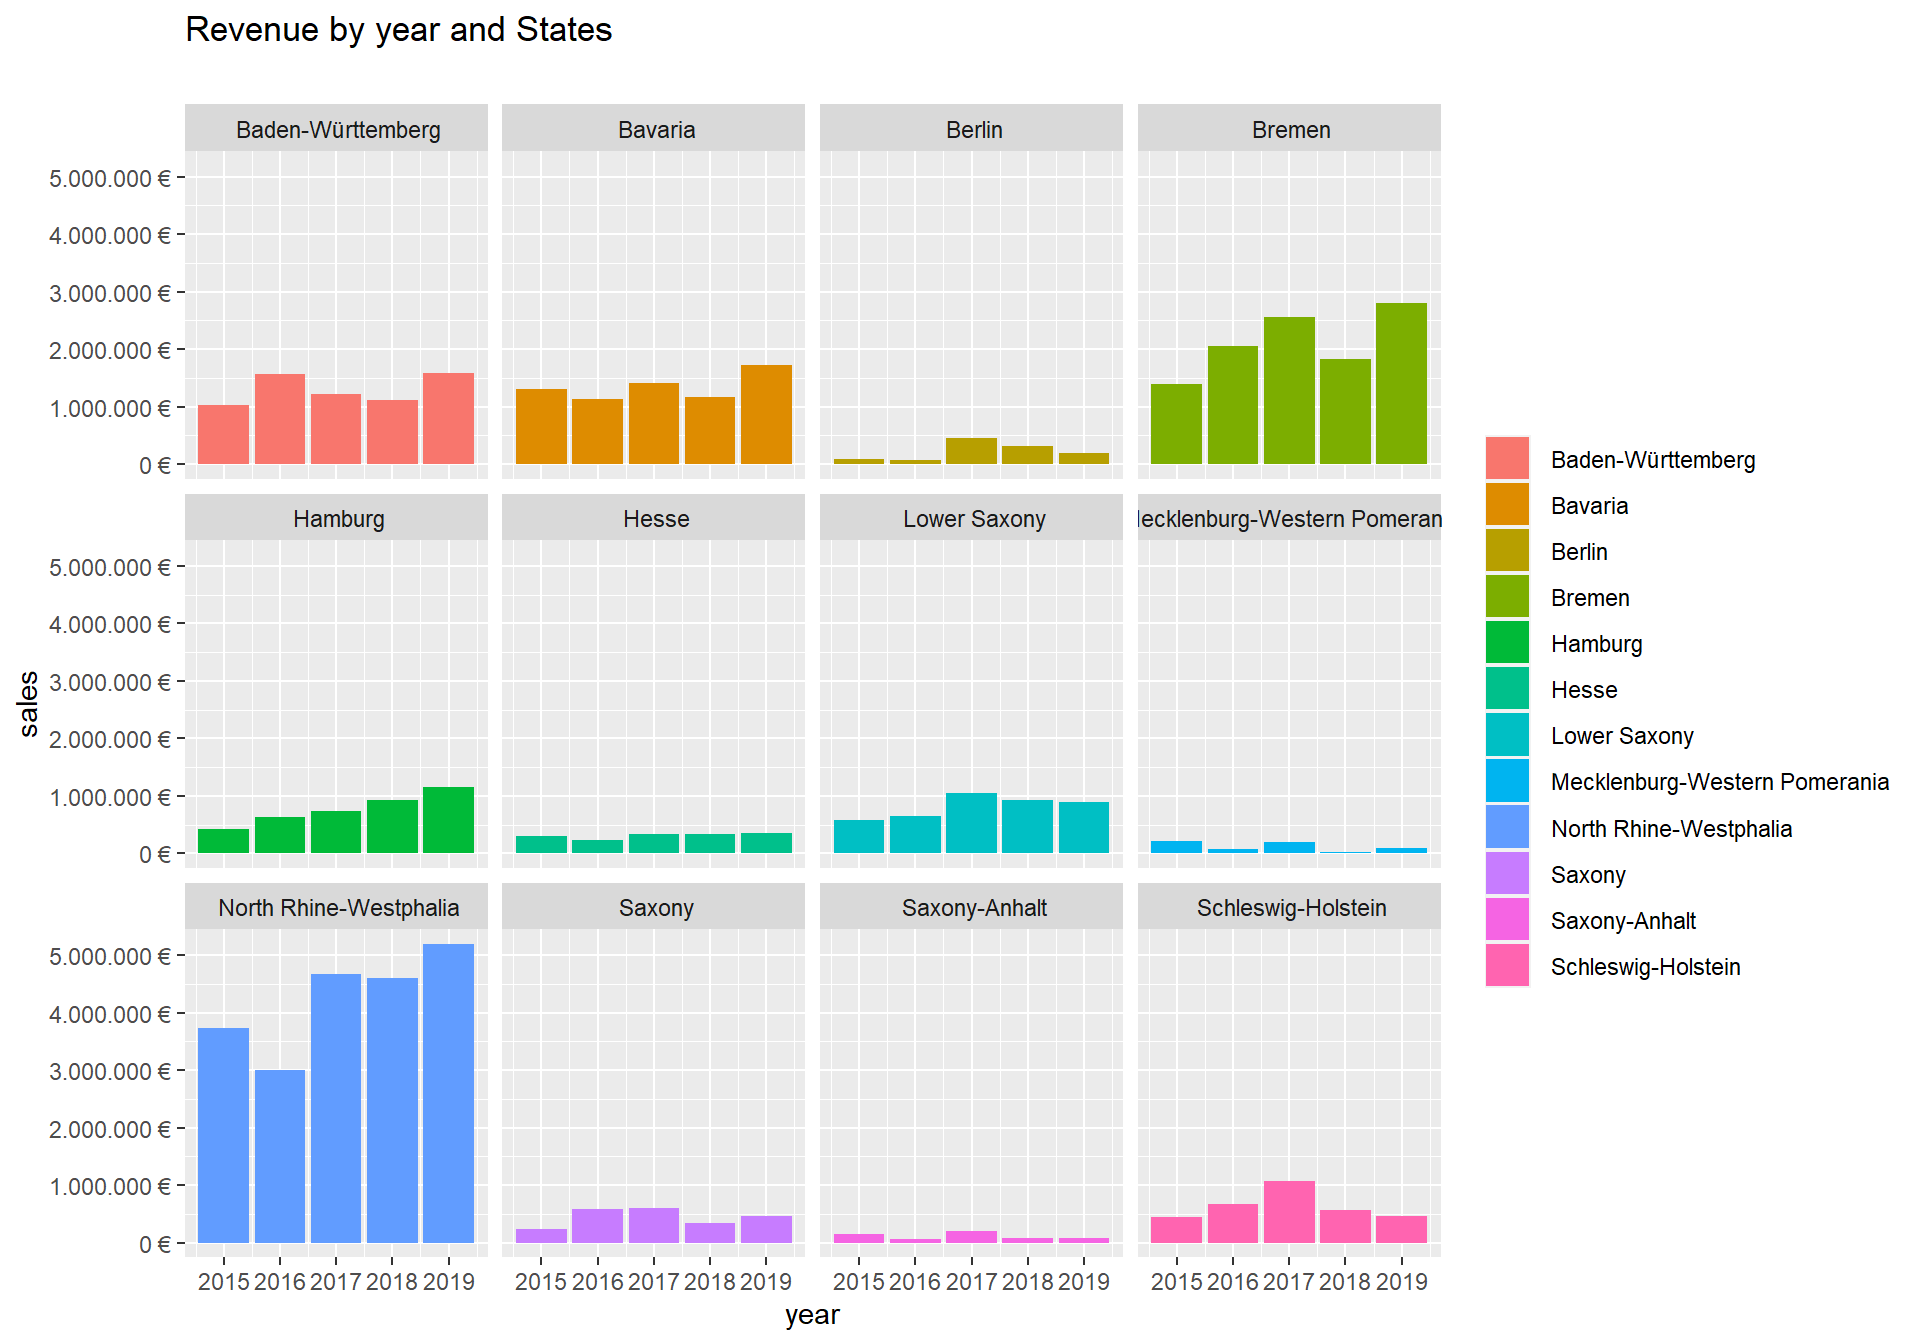 Revenue by year and States
Baden-Württemberg
Bavaria
Berlin
Bremen
5.000.000 €
4.000.000 €
3.000.000 €
2.000.000 €
1.000.000 €
0 €
Hamburg
Hesse
Lower Saxony
lecklenburg-Western Pomeran
5.000.000 €
4.000.000 €
3.000.000 €
2.000.000 €
1.000.000 €
0 €
North Rhine-Westphalia
Saxony
Saxony-Anhalt
Schleswig-Holstein
5.000.000 €
4.000.000 €
3.000.000 €
2.000.000 €
1.000.000 €
0 €
2015 2016 2017 2018 2019
2015 2016 2017 2018 2019
2015 2016 2017 2018 2019
2015 2016 2017 2018 2019
year
sales
Baden-Württemberg
Bavaria
Berlin
Bremen
Hamburg
Hesse
Lower Saxony
Mecklenburg-Western Pomerania
North Rhine-Westphalia
Saxony
Saxony-Anhalt
Schleswig-Holstein